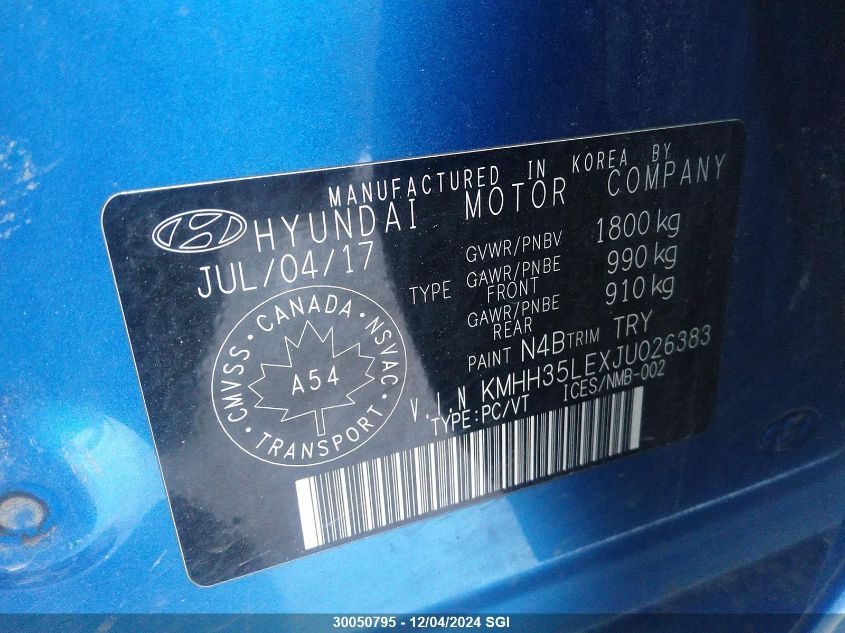 MANUFACTURED IN KOREA BY
HYUNDAI MOTOR COMPANY
JUL/04/17
GVWR/PNBV 1800 kg
TYPE GAWR/PNBE FRONT 990 kg
GAWR/PNBE REAR 910 kg
PAINT N4B TRIM TRY
V.I.N KMHH35LEXJU026383
TYPE:PC/VT ICES/NMB-002
CMVSS · CANADA · NSVAC · TRANSPORT ·
A54
30050795 - 12/04/2024 SGI